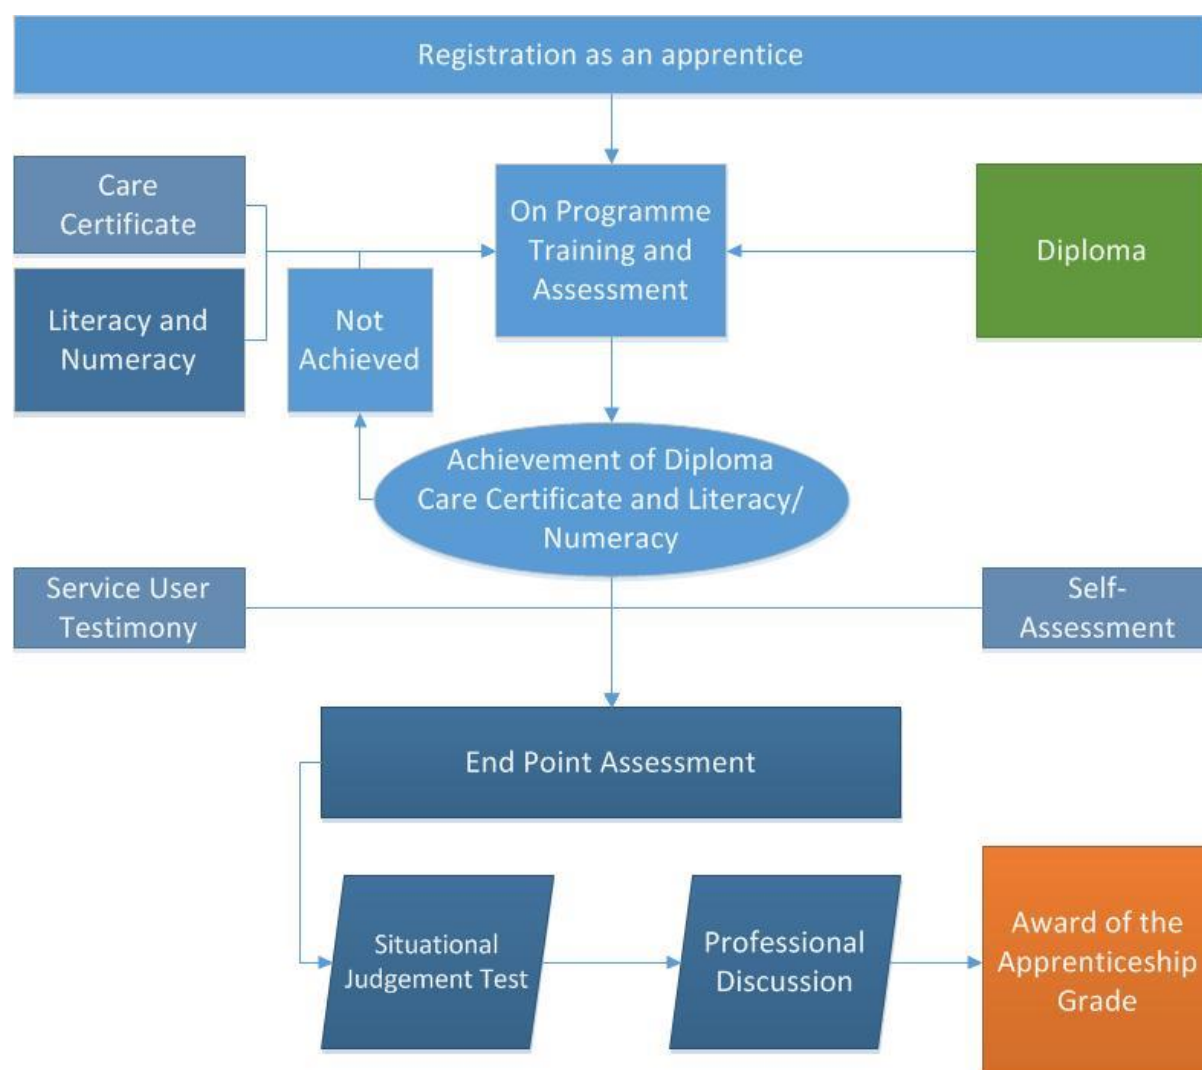 Registration as an apprentice
Care
Certificate
On Programme
Training and
Assessment
Diploma
Literacy and
Numeracy
Not
Achieved
Achievement of Diploma
Care Certificate and Literacy/
Numeracy
Service User
Testimony
Self-
Assessment
End Point Assessment
Situational
Judgement Test
Professional
Discussion
Award of the
Apprenticeship
Grade